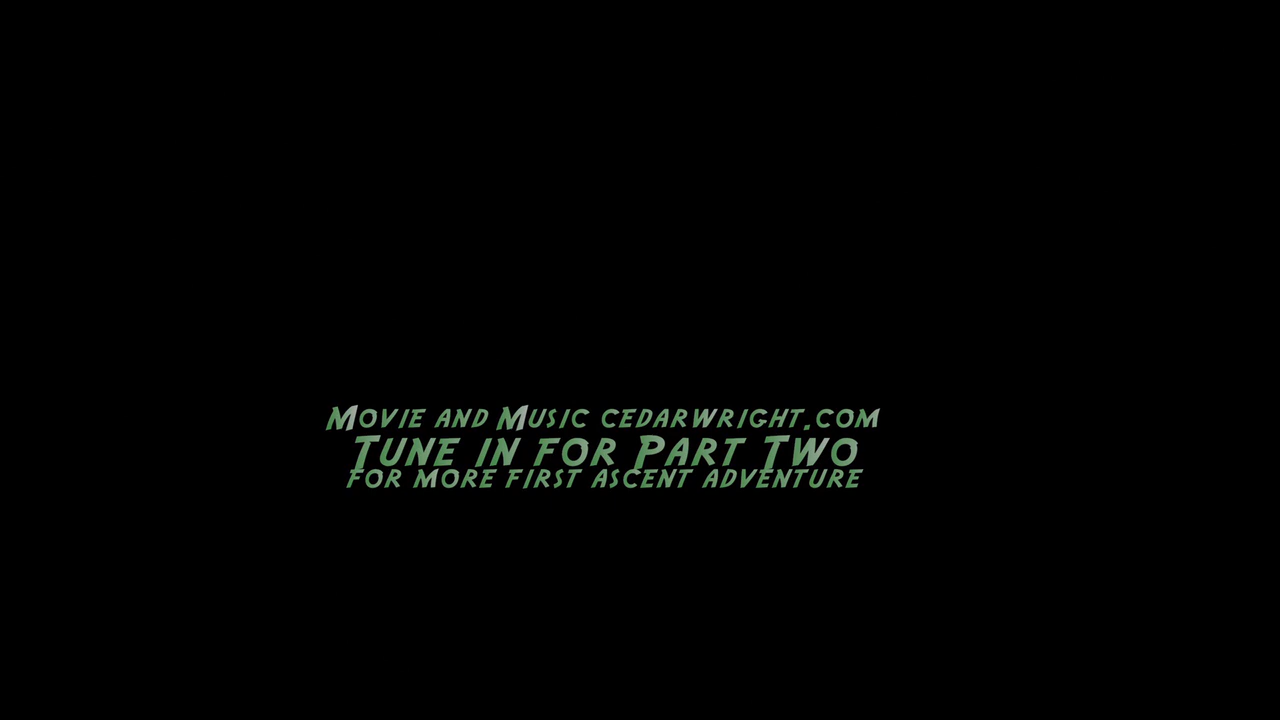 Movie and Music cedarwright.com
Tune in for Part Two
for more first ascent adventure